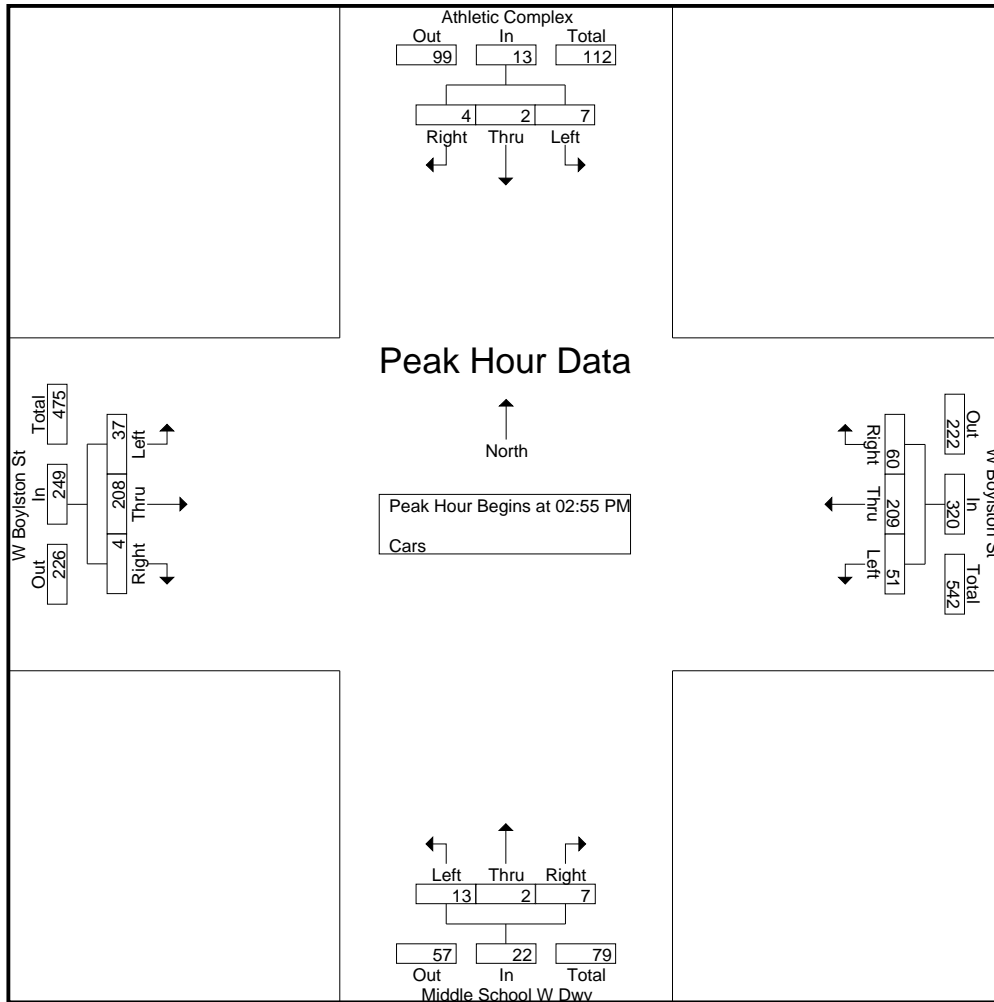 Athletic Complex
Out In Total
99 13 112
4 2 7
Right Thru Left
Peak Hour Data
North
Peak Hour Begins at 02:55 PM
Cars
W Boylston St
Total In Out
475 249 226
37 208 4
Left Thru Right
W Boylston St
Out In Total
222 320 542
60 209 51
Right Thru Left
Left Thru Right
13 2 7
57 22 79
Out In Total
Middle School W Dwy